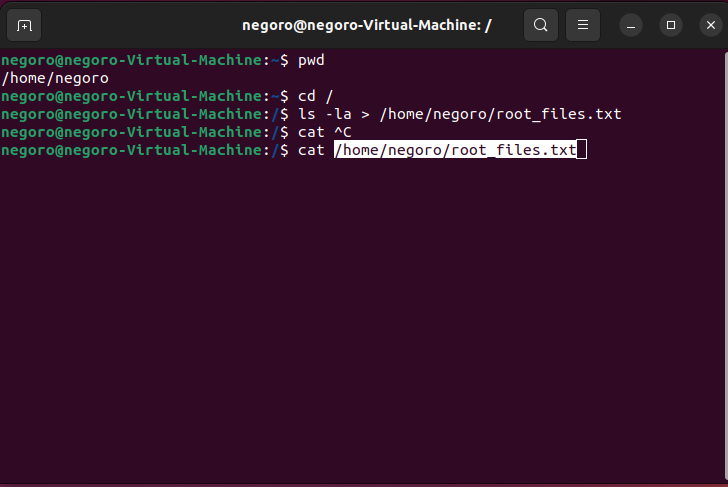 negoro@negoro-Virtual-Machine: /
negoro@negoro-Virtual-Machine:~$ pwd
/home/negoro
negoro@negoro-Virtual-Machine:~$ cd /
negoro@negoro-Virtual-Machine:/$ ls -la > /home/negoro/root_files.txt
negoro@negoro-Virtual-Machine:/$ cat ^C
negoro@negoro-Virtual-Machine:/$ cat /home/negoro/root_files.txt